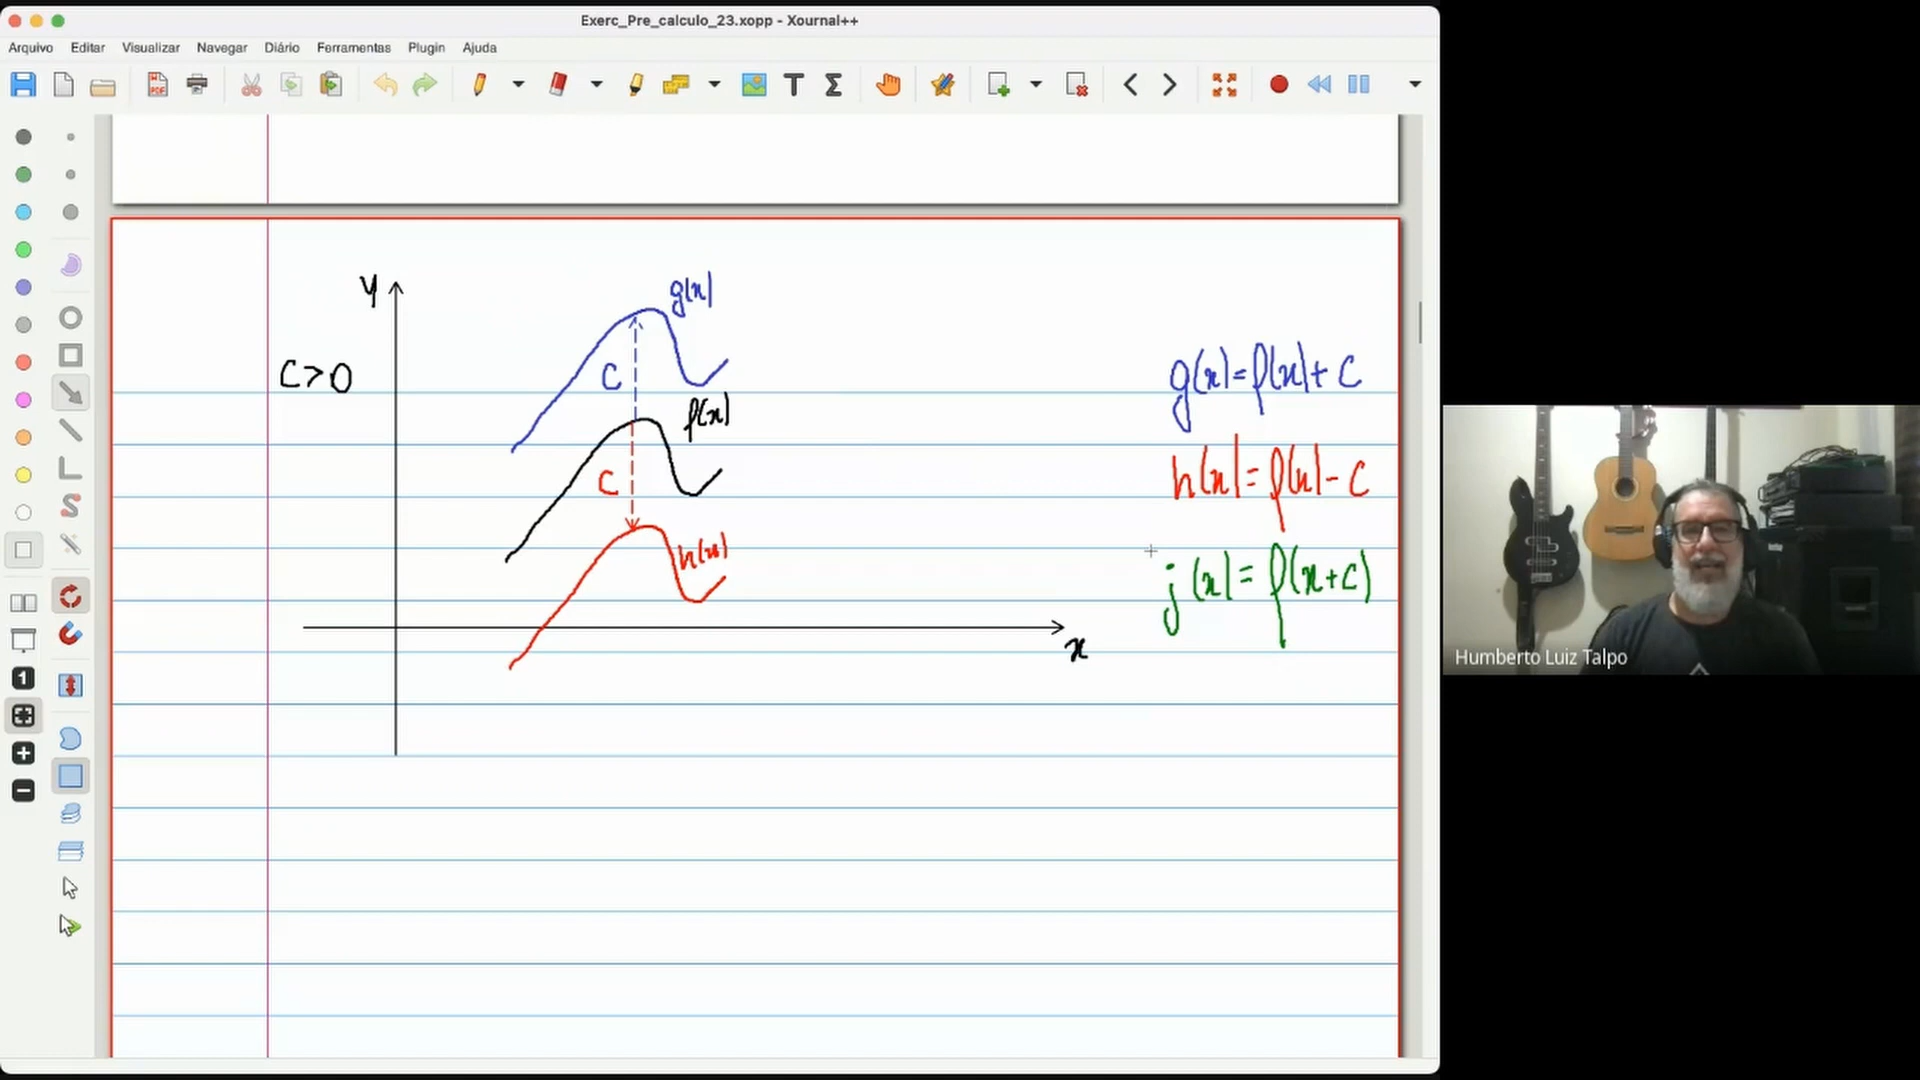 Exerc_Pre_calculo_23.xopp - Xournal++
Arquivo Editar Visualizar Navegar Diário Ferramentas Plugin Ajuda
y
g(x)
C>0
C
f(x)
C
h(x)
x
g(x)=f(x)+C
h(x)=f(x)-C
j(x)=f(x+C)
Humberto Luiz Talpo